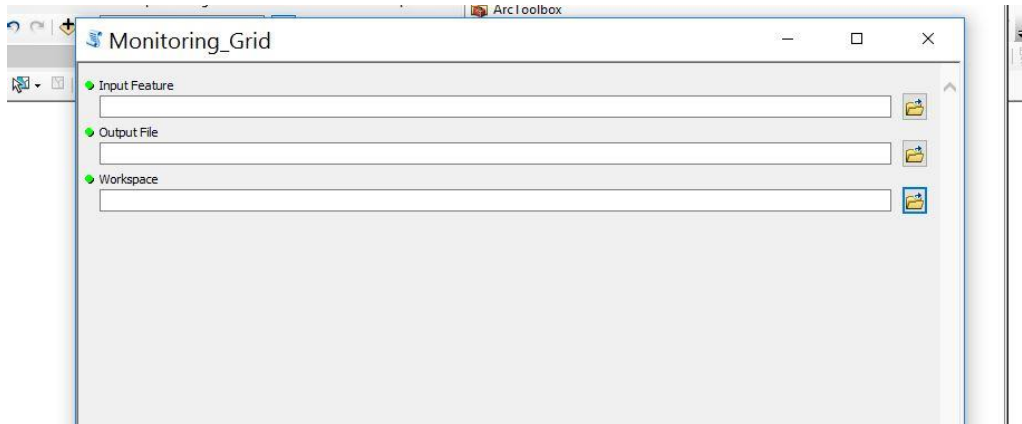 ArcToolbox
Monitoring_Grid
Input Feature
Output File
Workspace